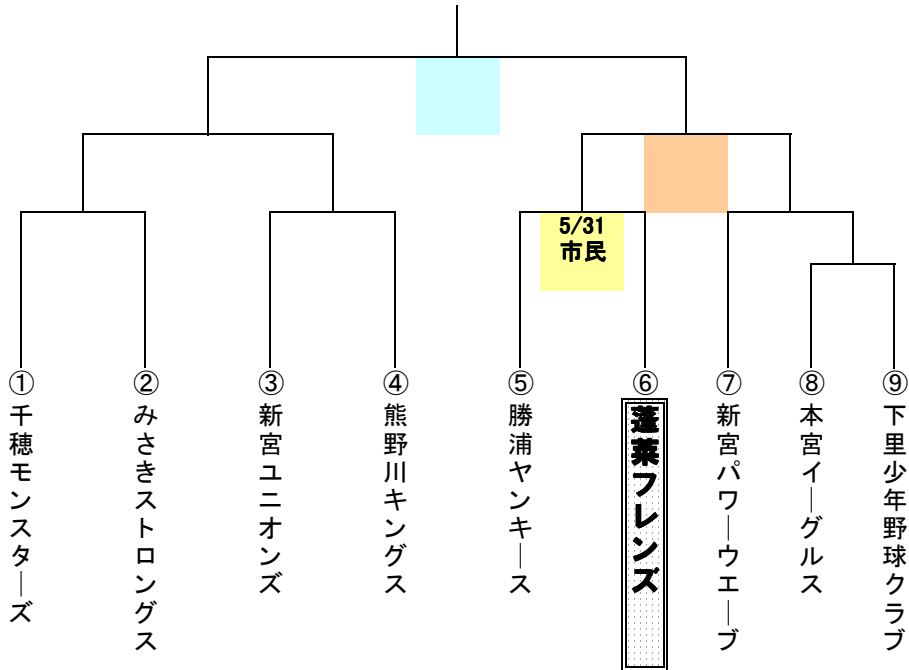 5/31
市民
①千穂モンスターズ
②みさきストロングス
③新宮ユニオンズ
④熊野川キングス
⑤勝浦ヤンキース
⑥蓬莱フレンズ
⑦新宮パワーウエーブ
⑧本宮イーグルス
⑨下里少年野球クラブ